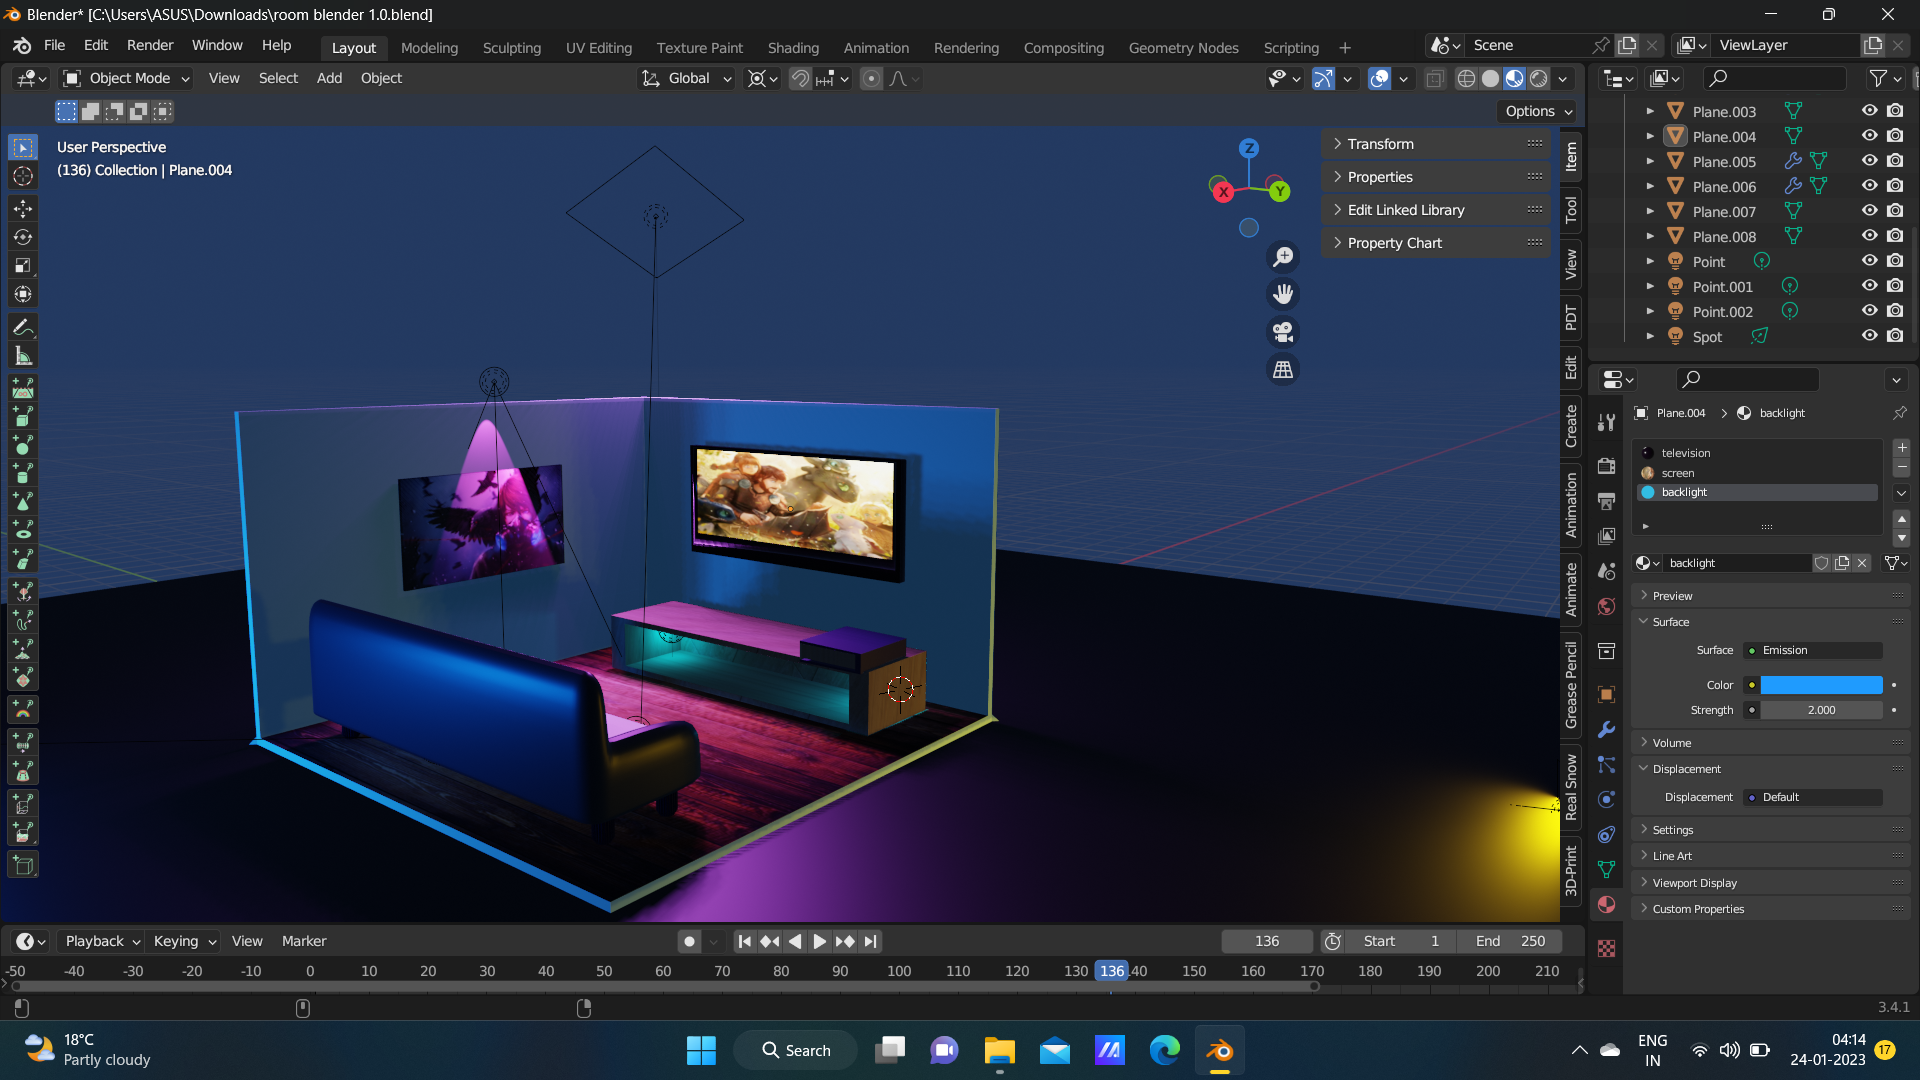 Blender* [C:\Users\ASUS\Downloads\room blender 1.0.blend]
File Edit Render Window Help Layout Modeling Sculpting UV Editing Texture Paint Shading Animation Rendering Compositing Geometry Nodes Scripting + Scene ViewLayer
Object Mode View Select Add Object Global
Options
User Perspective
(136) Collection | Plane.004
Z
X
Y
Transform
Properties
Edit Linked Library
Property Chart
Item
Tool
View
PDT
Edit
Create
Animation
Animate
Grease Pencil
Real Snow
3D-Print
Plane.003
Plane.004
Plane.005
Plane.006
Plane.007
Plane.008
Point
Point.001
Point.002
Spot
Plane.004 > backlight
television
screen
backlight
backlight
Preview
Surface
Surface Emission
Color
Strength 2.000
Volume
Displacement
Displacement Default
Settings
Line Art
Viewport Display
Custom Properties
Playback Keying View Marker 136 Start 1 End 250
-50 -40 -30 -20 -10 0 10 20 30 40 50 60 70 80 90 100 110 120 130 136 40 150 160 170 180 190 200 210
3.4.1
18°C
Partly cloudy
Search
ENG
IN
04:14
24-01-2023
17